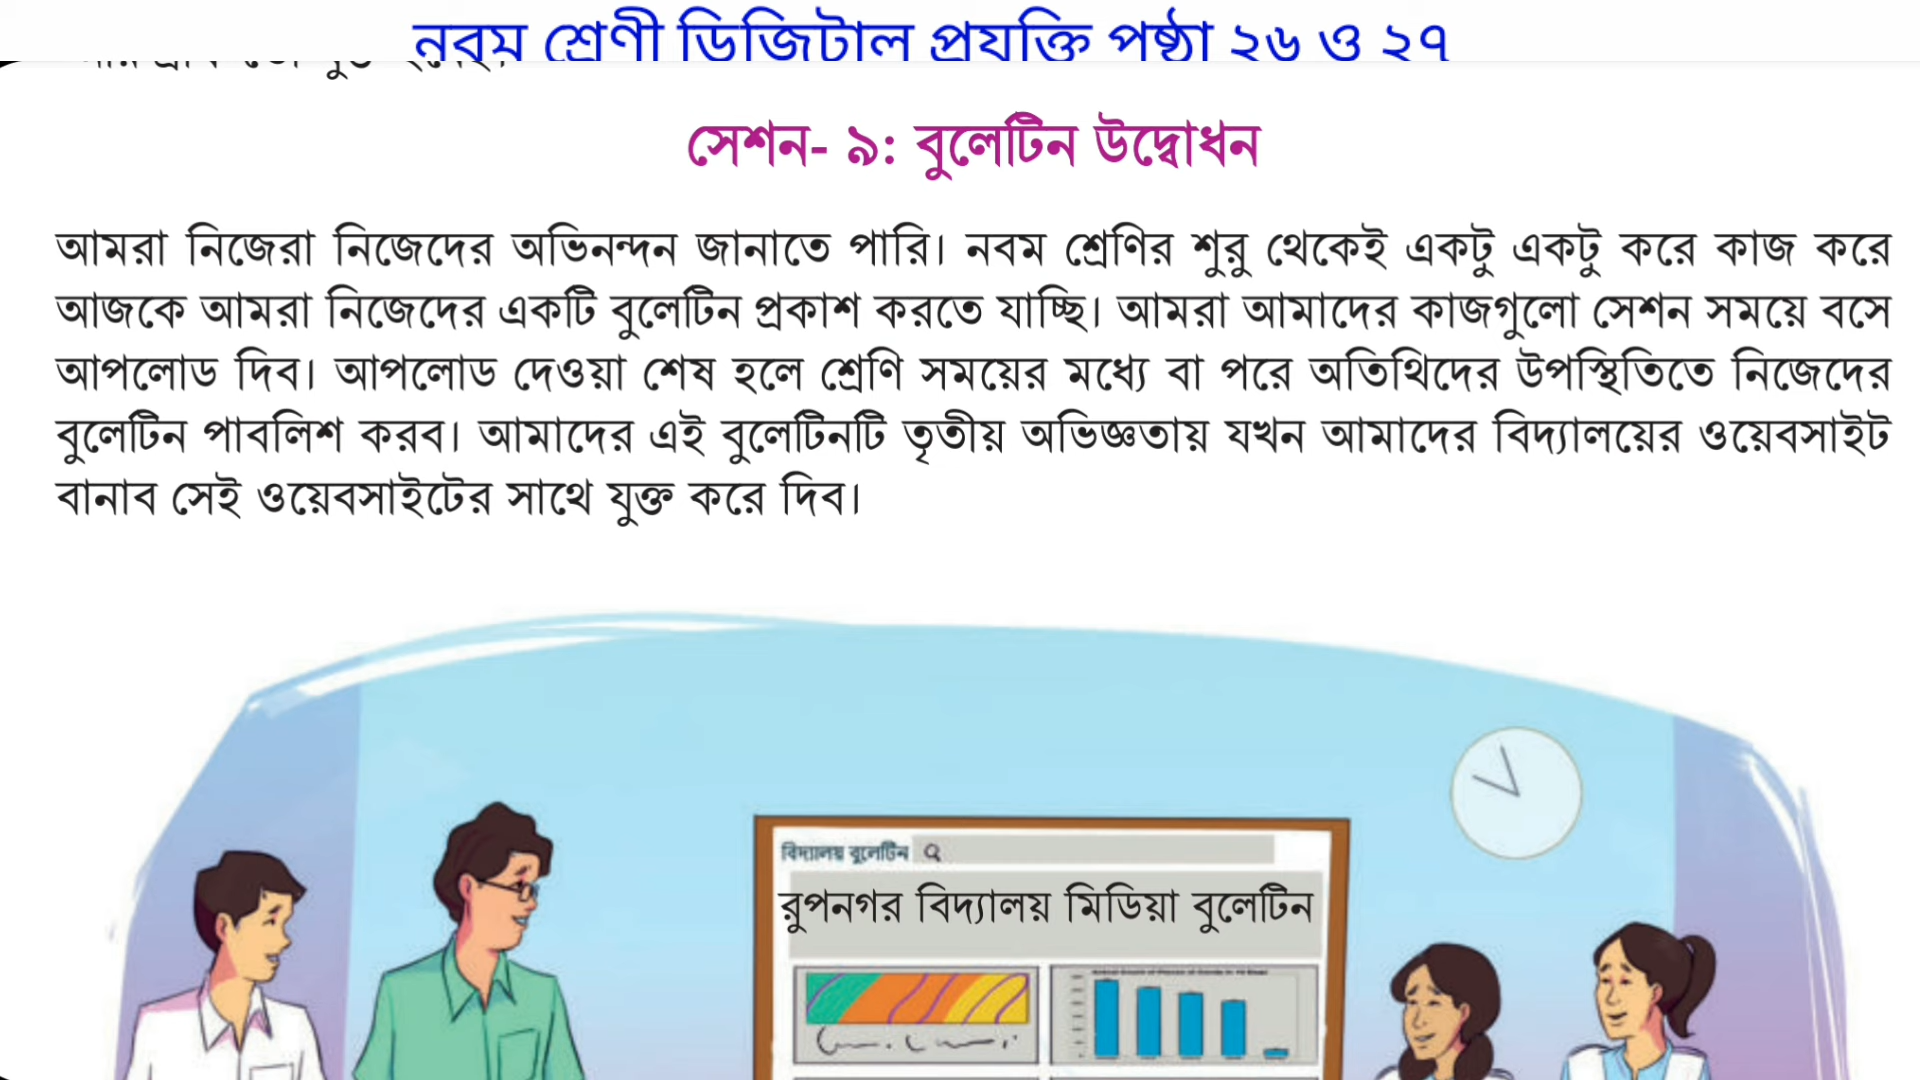 নবম শ্রেণী ডিজিটাল প্রযক্তি পষ্ঠা ২৬ ও ২৭
সেশন- ৯: বুলেটিন উদ্বোধন
আমরা নিজেরা নিজেদের অভিনন্দন জানাতে পারি। নবম শ্রেণির শুরু থেকেই একটু একটু করে কাজ করে
আজকে আমরা নিজেদের একটি বুলেটিন প্রকাশ করতে যাচ্ছি। আমরা আমাদের কাজগুলো সেশন সময়ে বসে
আপলোড দিব। আপলোড দেওয়া শেষ হলে শ্রেণি সময়ের মধ্যে বা পরে অতিথিদের উপস্থিতিতে নিজেদের
বুলেটিন পাবলিশ করব। আমাদের এই বুলেটিনটি তৃতীয় অভিজ্ঞতায় যখন আমাদের বিদ্যালয়ের ওয়েবসাইট
বানাব সেই ওয়েবসাইটের সাথে যুক্ত করে দিব।
বিদ্যালয় বুলেটিন
রুপনগর বিদ্যালয় মিডিয়া বুলেটিন